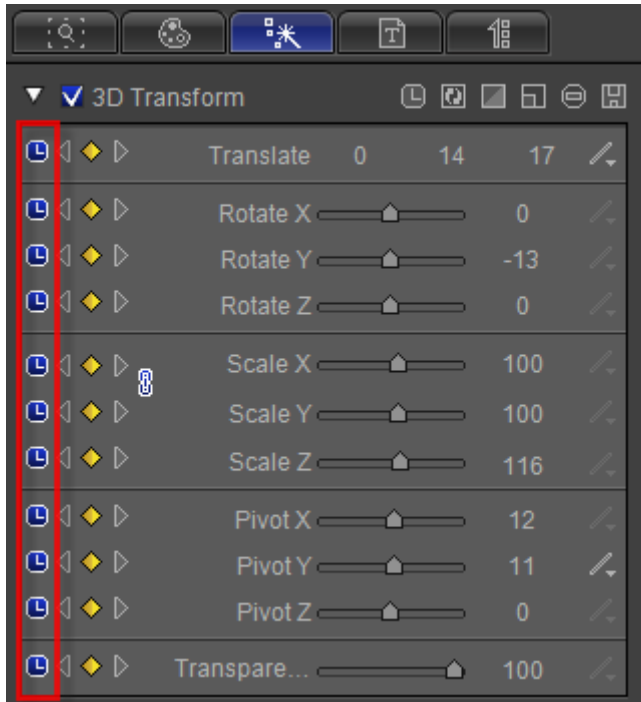 T
3D Transform
Translate 0 14 17
Rotate X 0
Rotate Y -13
Rotate Z 0
Scale X 100
Scale Y 100
Scale Z 116
Pivot X 12
Pivot Y 11
Pivot Z 0
Transpare... 100